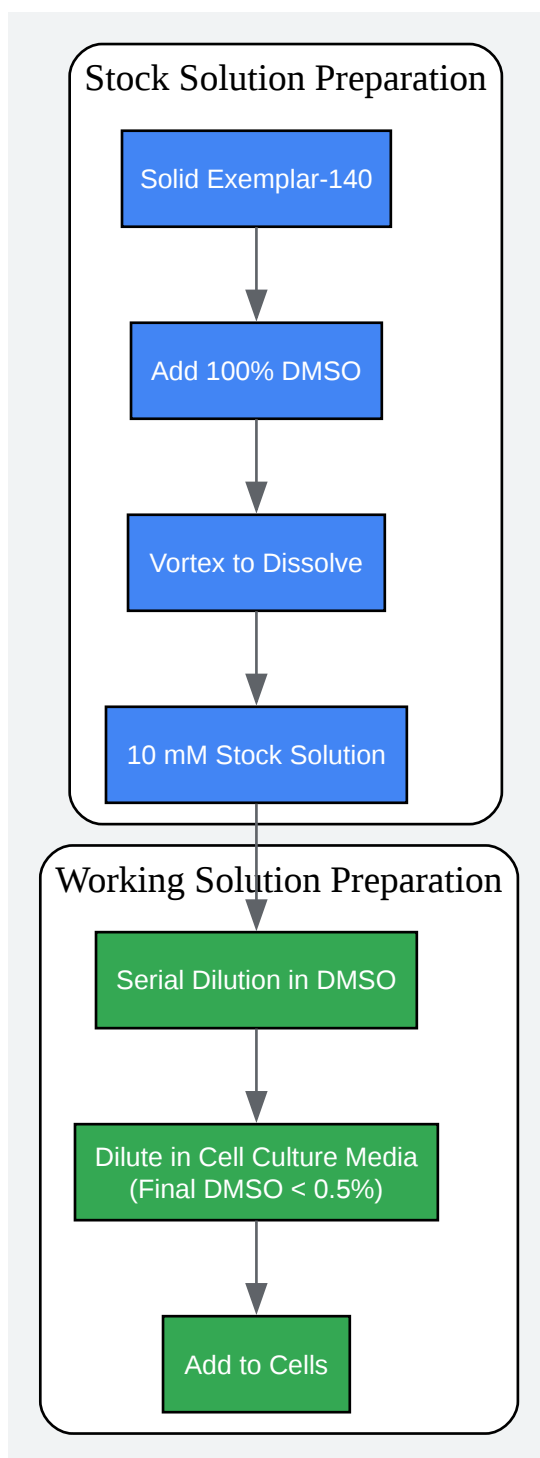 Stock Solution Preparation
Solid Exemplar-140
Add 100% DMSO
Vortex to Dissolve
10 mM Stock Solution
Working Solution Preparation
Serial Dilution in DMSO
Dilute in Cell Culture Media
(Final DMSO < 0.5%)
Add to Cells